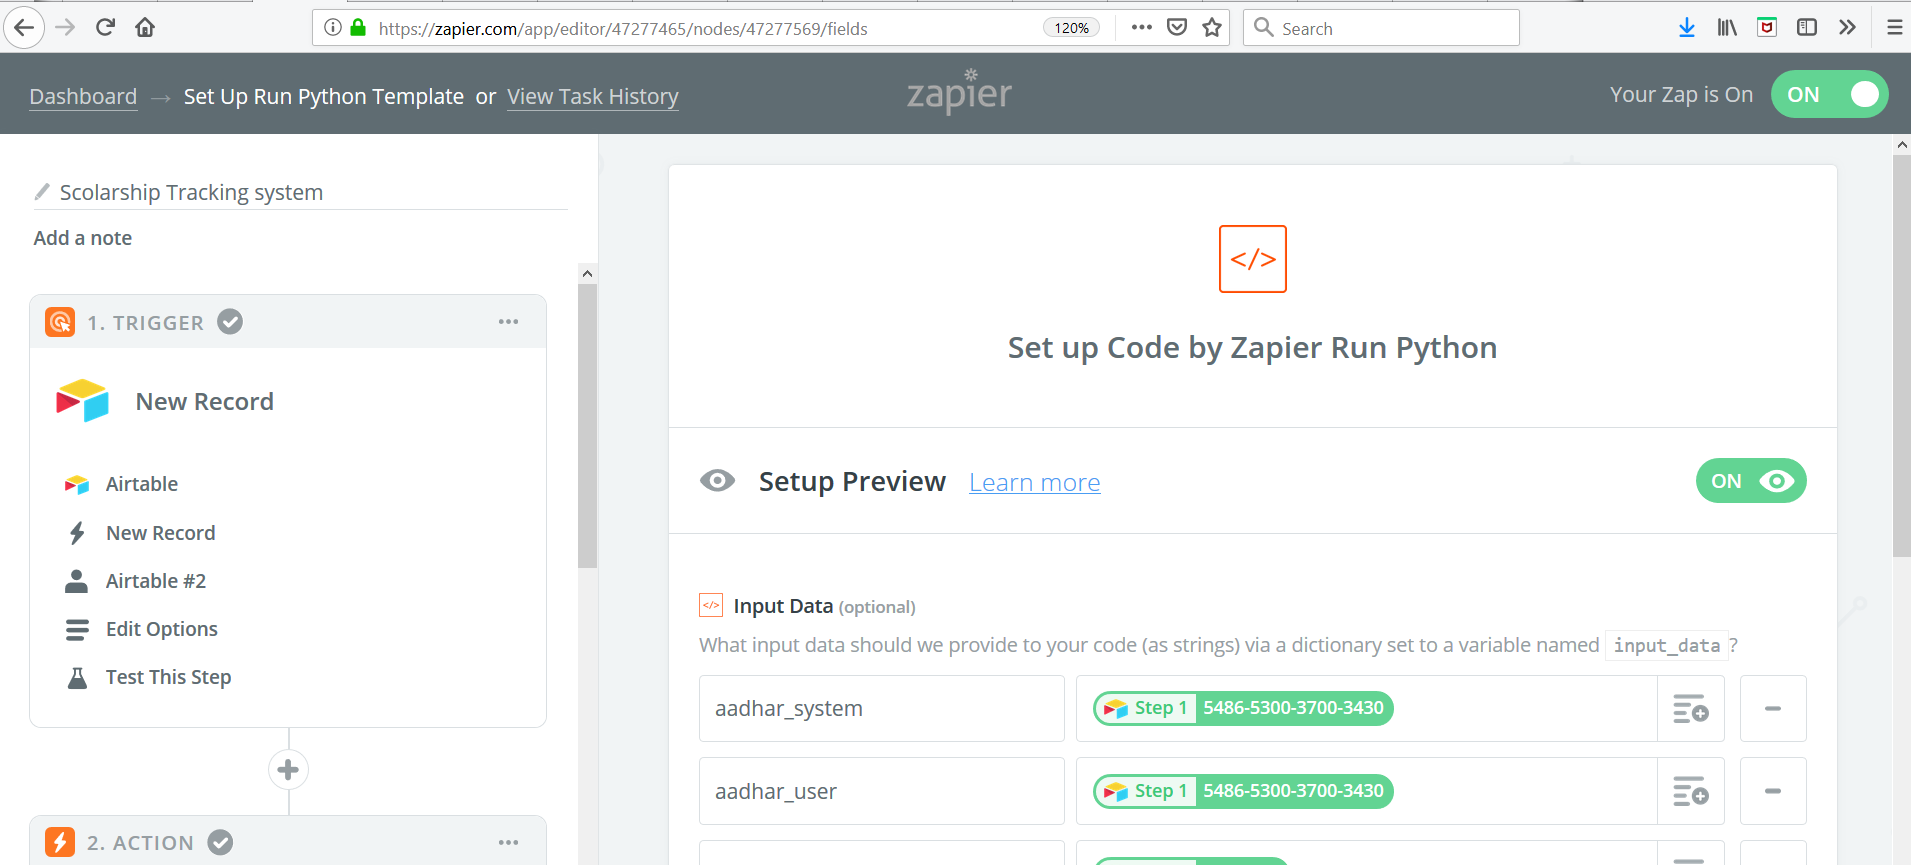 https://zapier.com/app/editor/47277465/nodes/47277569/fields
120%
Search
Dashboard → Set Up Run Python Template or View Task History
zapier
Your Zap is On
ON
Scolarship Tracking system
Add a note
1. TRIGGER
New Record
Airtable
New Record
Airtable #2
Edit Options
Test This Step
2. ACTION
</>
Set up Code by Zapier Run Python
Setup Preview Learn more
ON
</> Input Data (optional)
What input data should we provide to your code (as strings) via a dictionary set to a variable named input_data ?
aadhar_system Step 1 5486-5300-3700-3430
aadhar_user Step 1 5486-5300-3700-3430